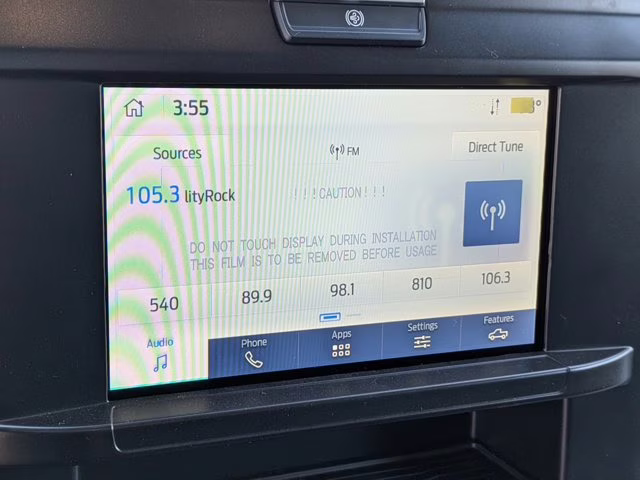 3:55
Sources
FM
Direct Tune
105.3 lityRock
! ! !CAUTION! ! !
DO NOT TOUCH DISPLAY DURING INSTALLATION
THIS FILM IS TO BE REMOVED BEFORE USAGE
540 89.9 98.1 810 106.3
Audio Phone Apps Settings Features